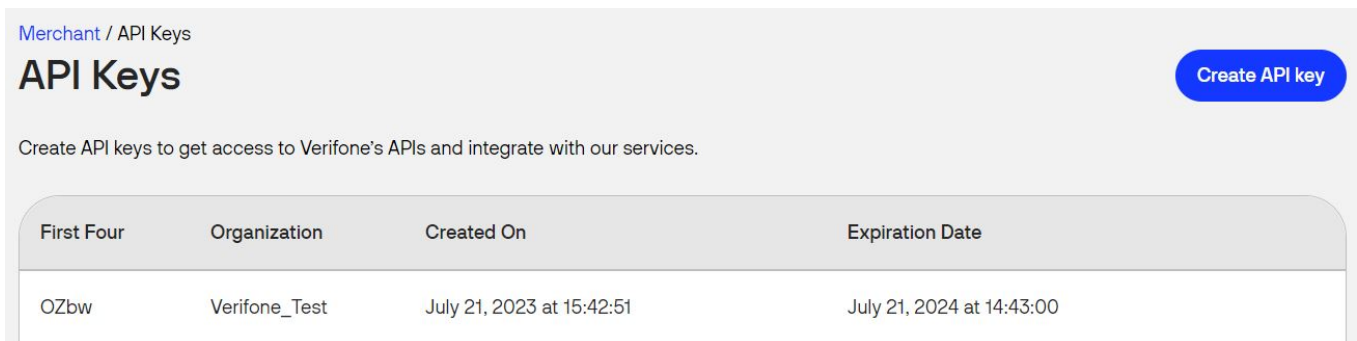 Merchant / API Keys
API Keys
Create API key
Create API keys to get access to Verifone's APIs and integrate with our services.
First Four Organization Created On Expiration Date
OZbw Verifone_Test July 21, 2023 at 15:42:51 July 21, 2024 at 14:43:00